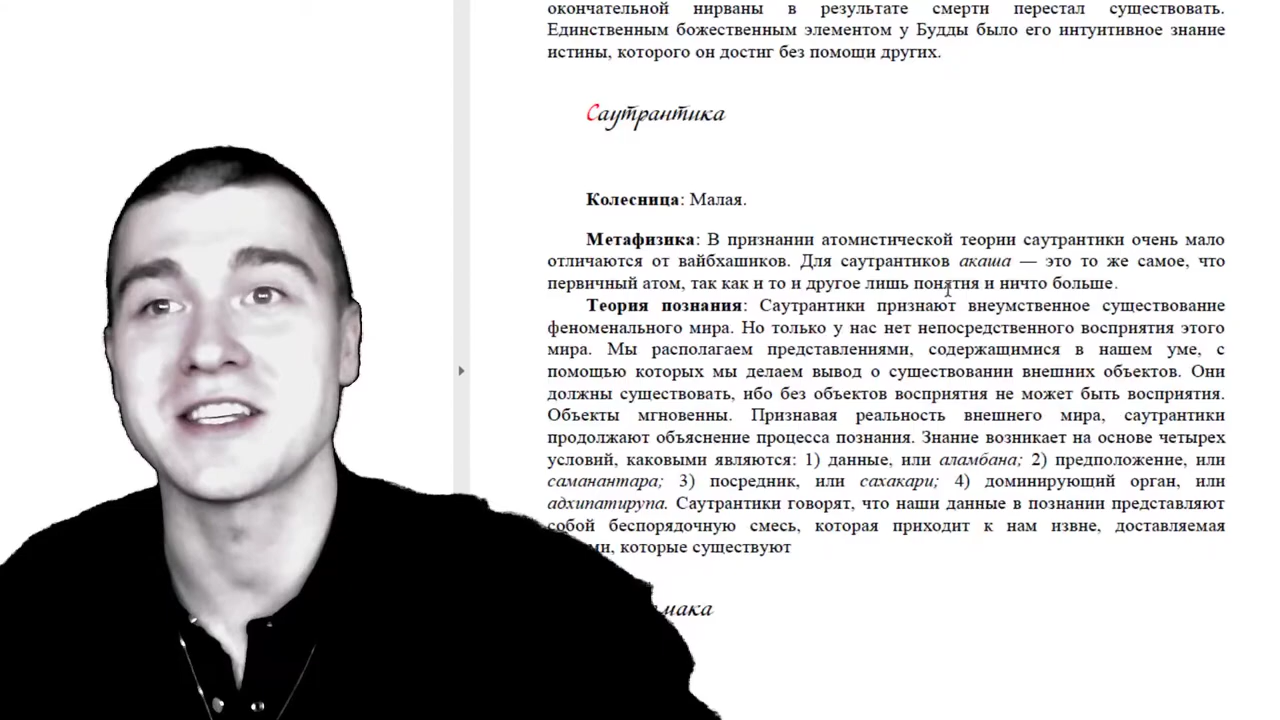 окончательной нирваны в результате смерти перестал существовать.
Единственным божественным элементом у Будды было его интуитивное знание
истины, которого он достиг без помощи других.
Саутрантика
Колесница: Малая.
Метафизика: В признании атомистической теории саутрантики очень мало
отличаются от вайбхашиков. Для саутрантиков акаша — это то же самое, что
первичный атом, так как и то и другое лишь понятия и ничто больше.
Теория познания: Саутрантики признают внеумственное существование
феноменального мира. Но только у нас нет непосредственного восприятия этого
мира. Мы располагаем представлениями, содержащимися в нашем уме, с
помощью которых мы делаем вывод о существовании внешних объектов. Они
должны существовать, ибо без объектов восприятия не может быть восприятия.
Объекты мгновенны. Признавая реальность внешнего мира, саутрантики
продолжают объяснение процесса познания. Знание возникает на основе четырех
условий, каковыми являются: 1) данные, или аламбана; 2) предположение, или
саманантара; 3) посредник, или сахакари; 4) доминирующий орган, или
адхипатирупа. Саутрантики говорят, что наши данные в познании представляют
собой беспорядочную смесь, которая приходит к нам извне, доставляемая
которые существуют